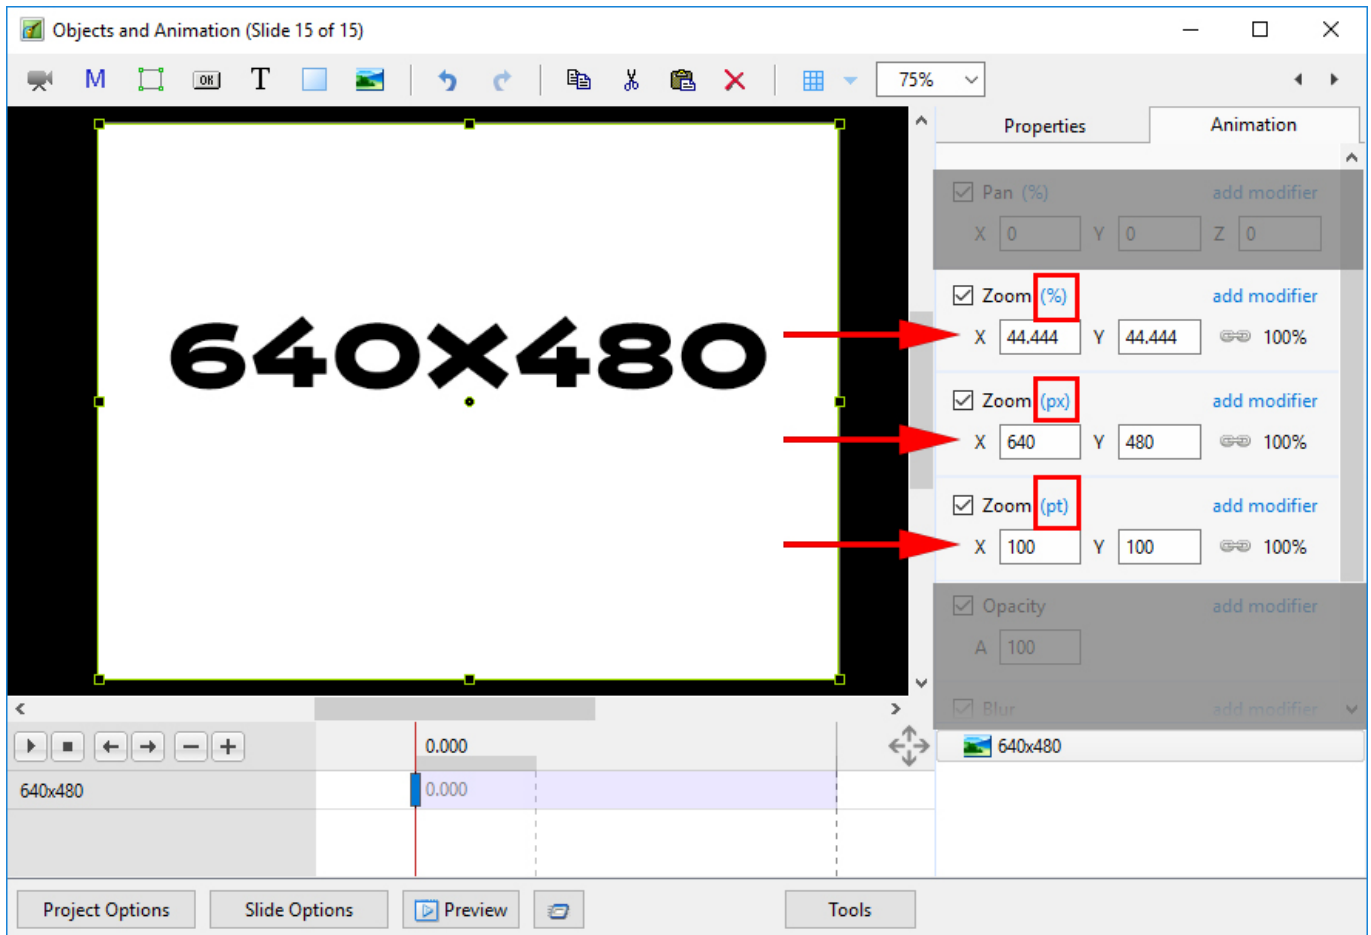 Objects and Animation (Slide 15 of 15)
M OK T 75%
Properties Animation
Pan (%) add modifier
X 0 Y 0 Z 0
Zoom (%) add modifier
X 44.444 Y 44.444 100%
640x480
Zoom (px) add modifier
X 640 Y 480 100%
Zoom (pt) add modifier
X 100 Y 100 100%
Opacity add modifier
A 100
Blur add modifier
0.000
640x480
640x480 0.000
Project Options Slide Options Preview Tools